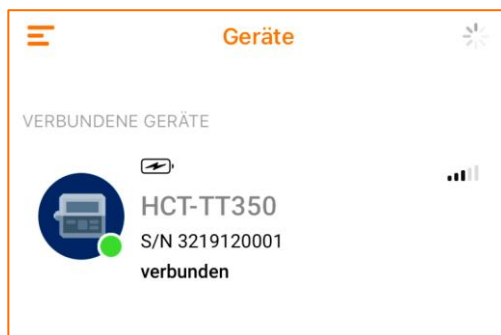 Geräte
VERBUNDENE GERÄTE
HCT-TT350
S/N 3219120001
verbunden